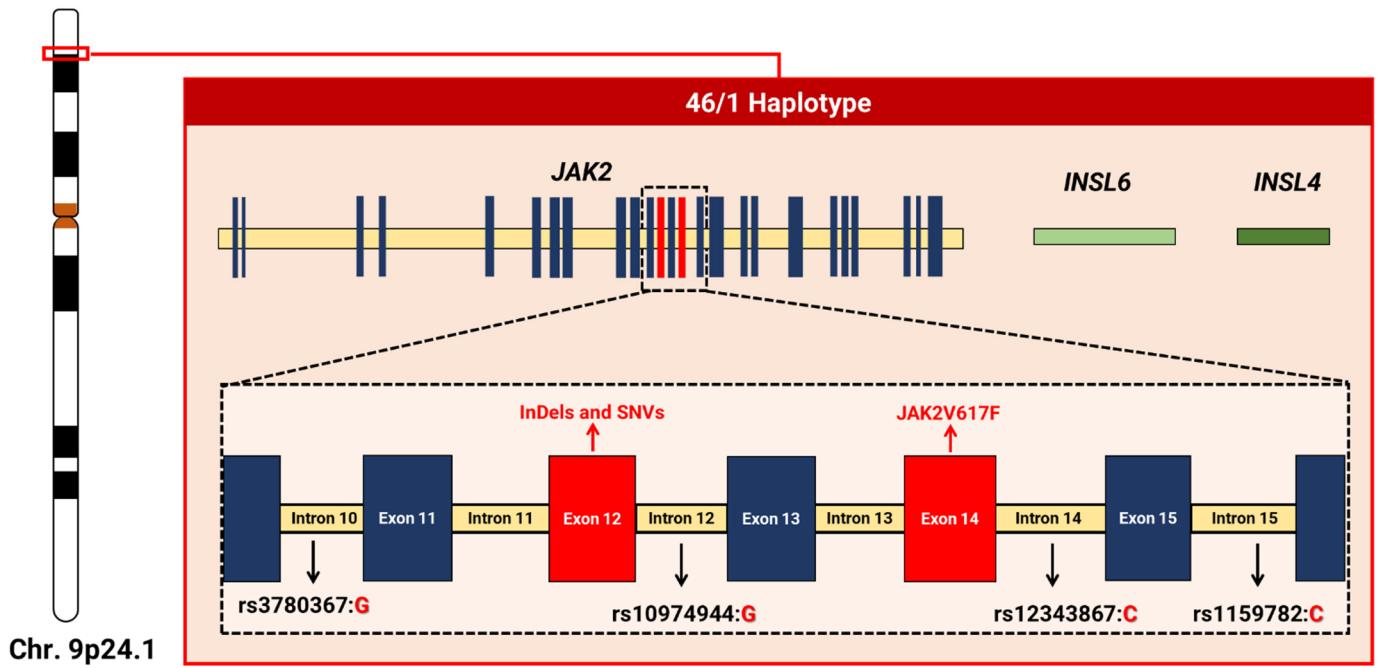 46/1 Haplotype
JAK2
INSL6
INSL4
InDels and SNVs
JAK2V617F
Intron 10
Exon 11
Intron 11
Exon 12
Intron 12
Exon 13
Intron 13
Exon 14
Intron 14
Exon 15
Intron 15
rs3780367:G
rs10974944:G
rs12343867:C
rs1159782:C
Chr. 9p24.1